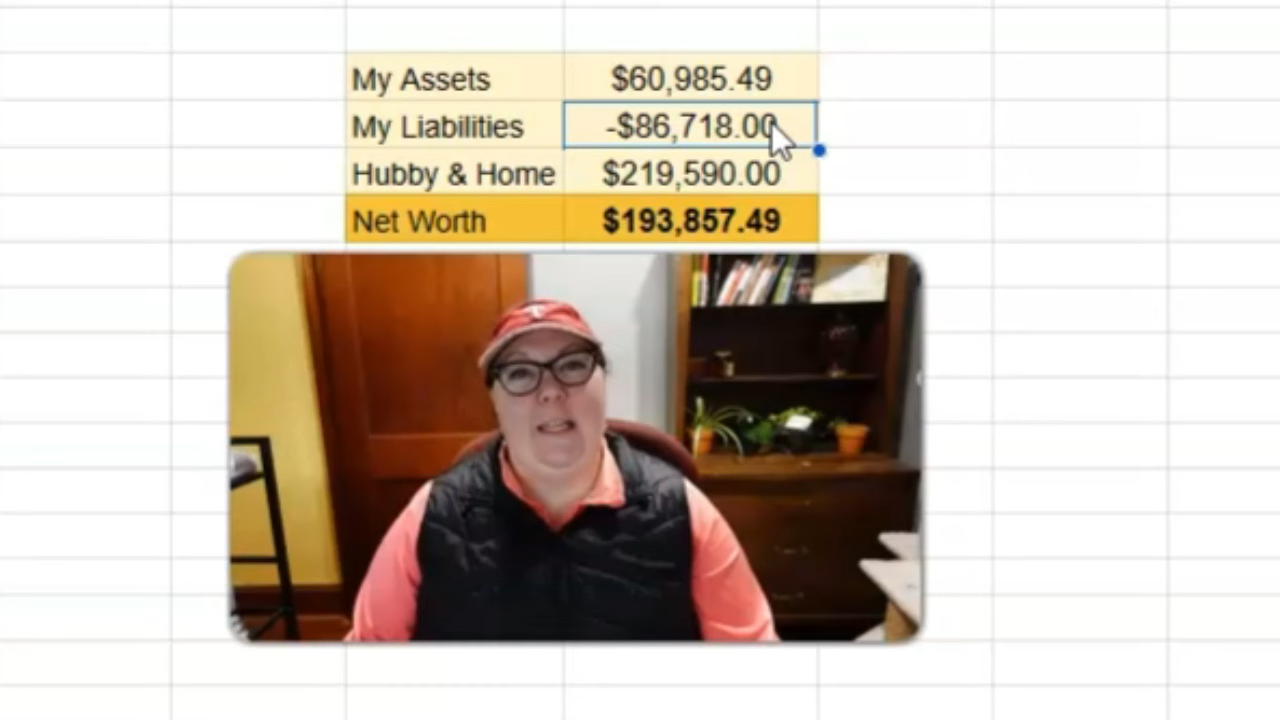 My Assets $60,985.49
My Liabilities -$86,718.00
Hubby & Home $219,590.00
Net Worth $193,857.49